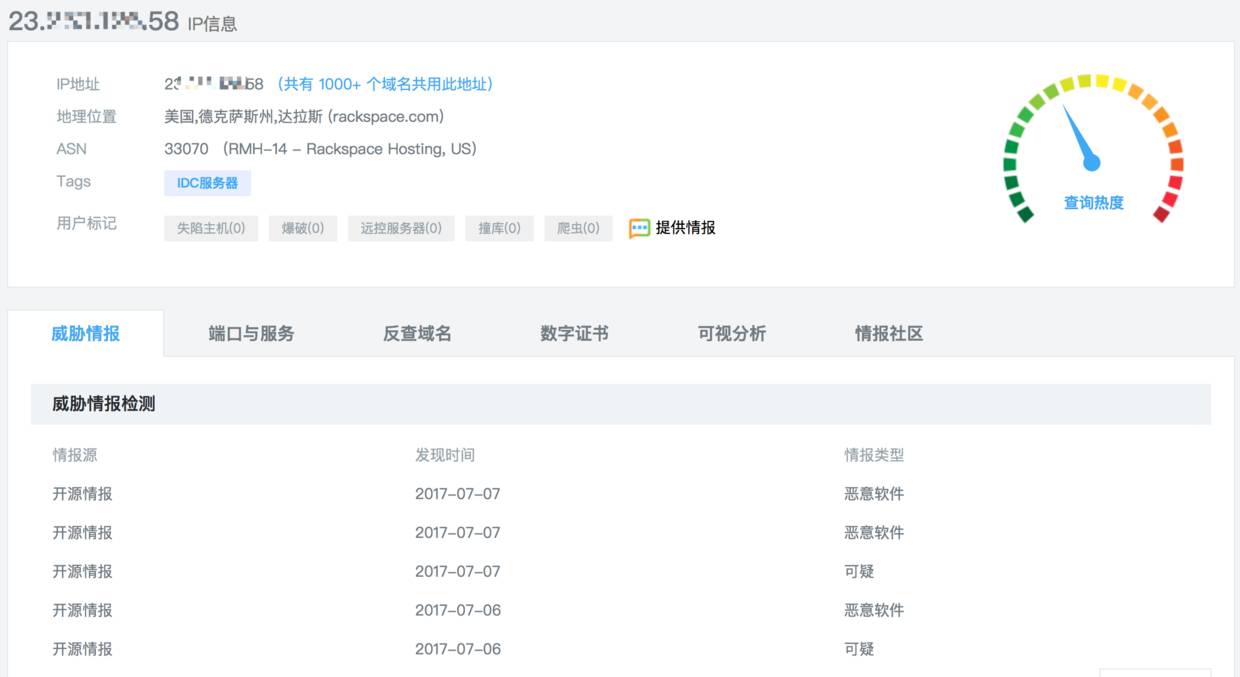 23. .58 IP信息
IP地址 58 (共有 1000+ 个域名共用此地址)
地理位置 美国,德克萨斯州,达拉斯 (rackspace.com)
ASN 33070 (RMH-14 - Rackspace Hosting, US)
Tags IDC服务器
用户标记 失陷主机(0) 爆破(0) 远控服务器(0) 撞库(0) 爬虫(0) 提供情报
查询热度
威胁情报 端口与服务 反查域名 数字证书 可视分析 情报社区
威胁情报检测
情报源 发现时间 情报类型
开源情报 2017-07-07 恶意软件
开源情报 2017-07-07 恶意软件
开源情报 2017-07-07 可疑
开源情报 2017-07-06 恶意软件
开源情报 2017-07-06 可疑